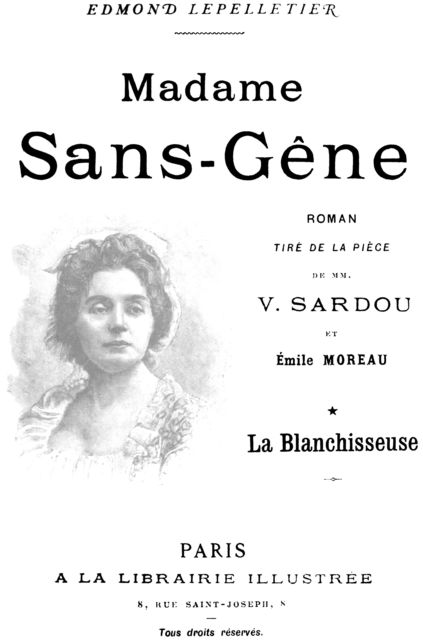 EDMOND LEPELLETIER
Madame
Sans-Gêne
ROMAN
TIRÉ DE LA PIÈCE
DE MM.
V. SARDOU
ET
Émile MOREAU
★
La Blanchisseuse
PARIS
A LA LIBRAIRIE ILLUSTRÉE
8, RUE SAINT-JOSEPH, 8
Tous droits réservés.